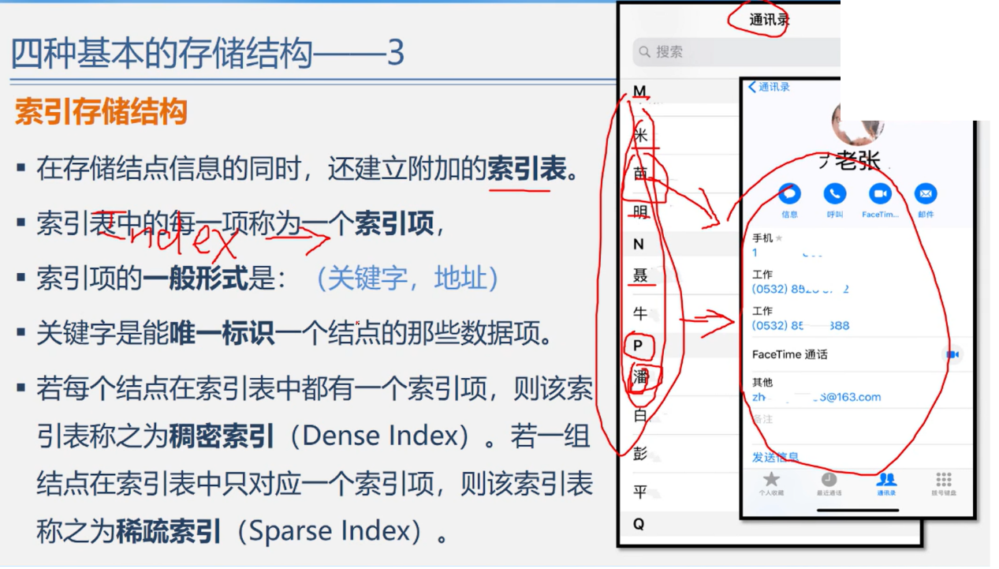 四种基本的存储结构——3
索引存储结构
▪ 在存储结点信息的同时，还建立附加的索引表。
▪ 索引表中的每一项称为一个索引项，
Index
▪ 索引项的一般形式是：（关键字，地址）
▪ 关键字是能唯一标识一个结点的那些数据项。
▪ 若每个结点在索引表中都有一个索引项，则该索
引表称之为稠密索引（Dense Index）。若一组
结点在索引表中只对应一个索引项，则该索引表
称之为稀疏索引（Sparse Index）。
通讯录
搜索
M
米
苗
明
N
聂
牛
P
潘
白
彭
平
Q
通讯录
老张
信息
呼叫
FaceTim...
邮件
手机
1
工作
(0532)
工作
(0532) 85 388
FaceTime 通话
其他
zh 6@163.com
备注
发送信息
个人收藏
最近通话
通讯录
拨号键盘